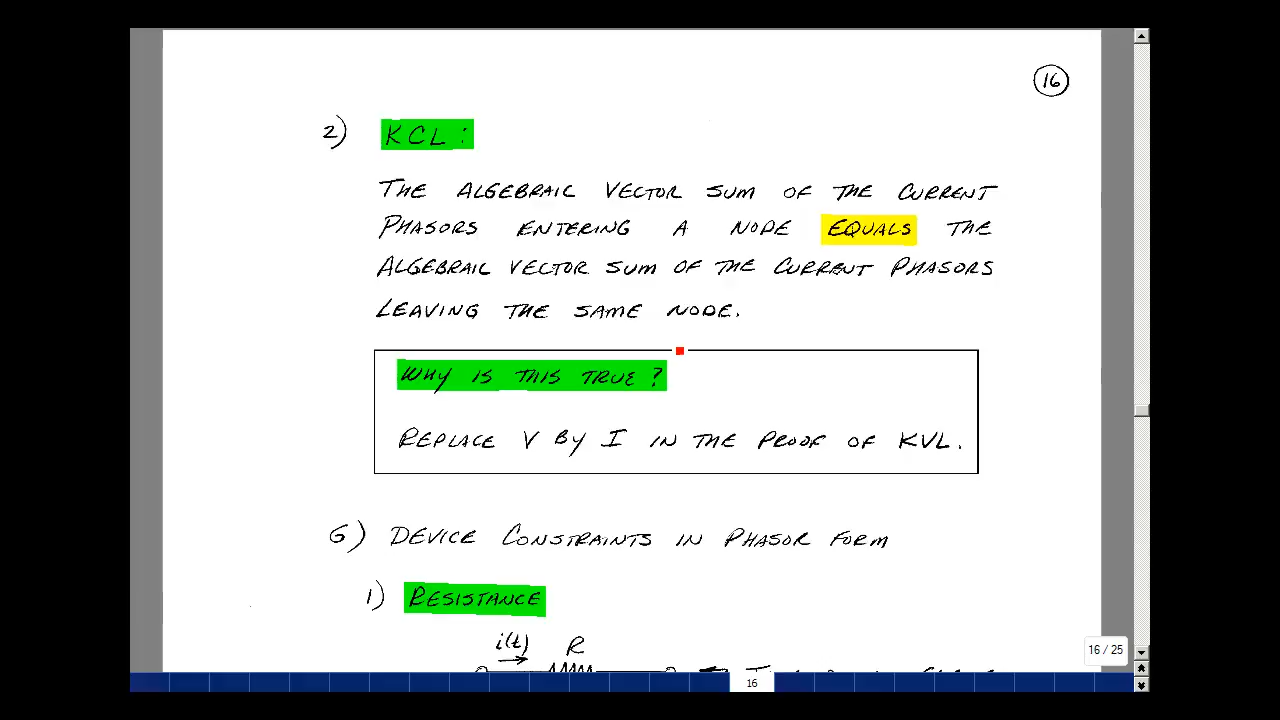 16
2) KCL:
THE ALGEBRAIC VECTOR SUM OF THE CURRENT
PHASORS ENTERING A NODE EQUALS THE
ALGEBRAIC VECTOR SUM OF THE CURRENT PHASORS
LEAVING THE SAME NODE.
WHY IS THIS TRUE?
REPLACE V BY I IN THE PROOF OF KVL.
G) DEVICE CONSTRAINTS IN PHASOR FORM
1) RESISTANCE
i(t) R
16 / 25
16